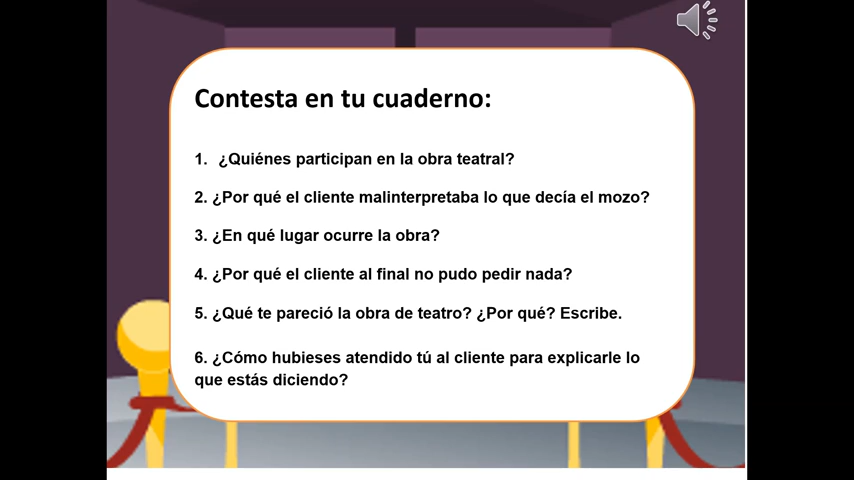 Contesta en tu cuaderno:
1. ¿Quiénes participan en la obra teatral?
2. ¿Por qué el cliente malinterpretaba lo que decía el mozo?
3. ¿En qué lugar ocurre la obra?
4. ¿Por qué el cliente al final no pudo pedir nada?
5. ¿Qué te pareció la obra de teatro? ¿Por qué? Escribe.
6. ¿Cómo hubieses atendido tú al cliente para explicarle lo
que estás diciendo?